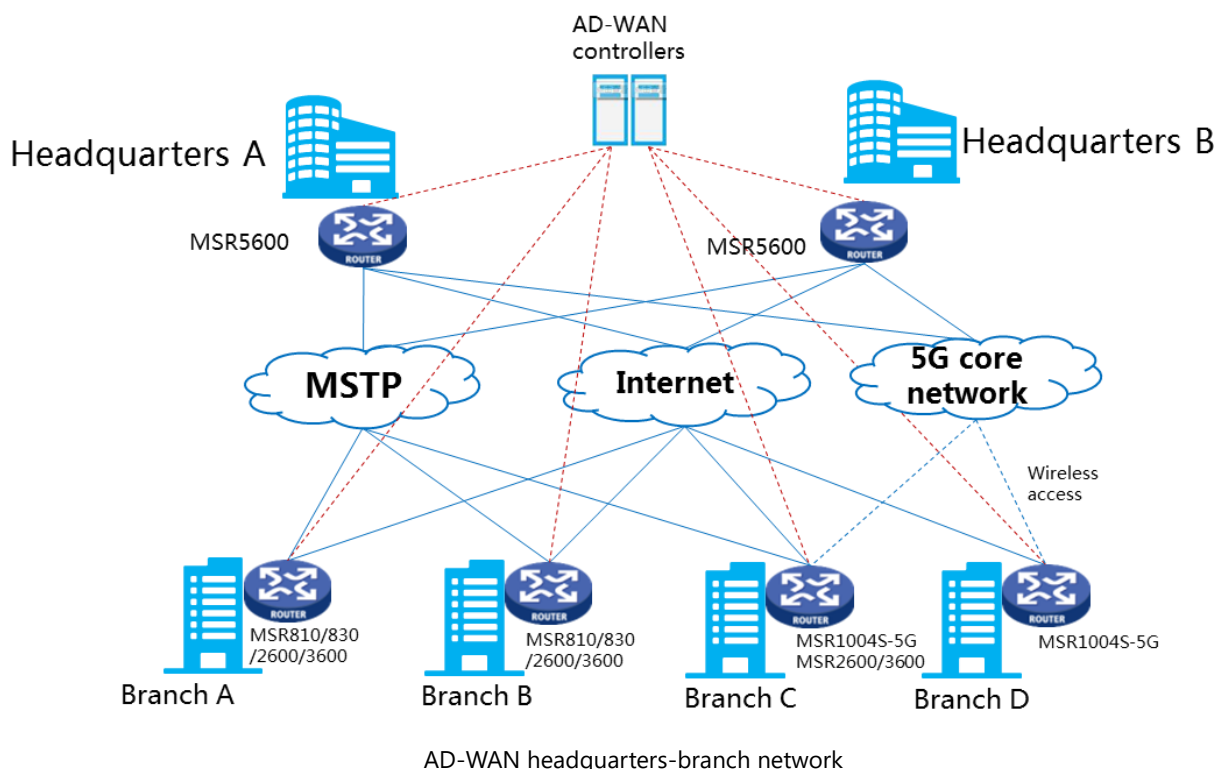 AD-WAN
controllers
Headquarters A
Headquarters B
MSR5600
ROUTER
MSR5600
ROUTER
MSTP
Internet
5G core
network
Wireless
access
ROUTER
MSR810/830
/2600/3600
Branch A
ROUTER
MSR810/830
/2600/3600
Branch B
ROUTER
MSR1004S-5G
MSR2600/3600
Branch C
ROUTER
MSR1004S-5G
Branch D
AD-WAN headquarters-branch network